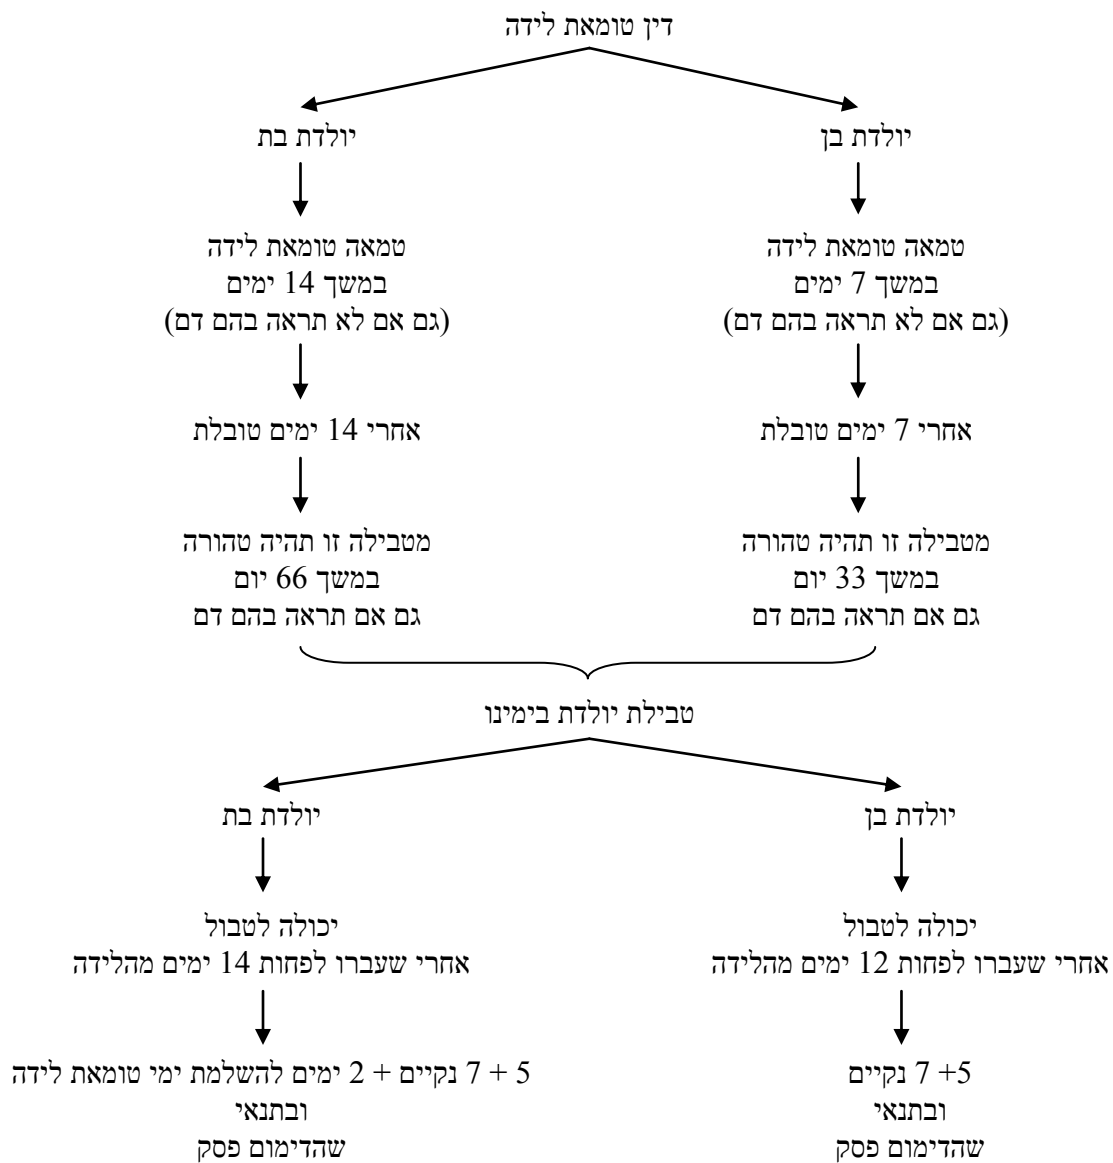 דין טומאת לידה
יולדת בן
יולדת בת
טמאה טומאת לידה
במשך 7 ימים
(גם אם לא תראה בהם דם)
טמאה טומאת לידה
במשך 14 ימים
(גם אם לא תראה בהם דם)
אחרי 7 ימים טובלת
אחרי 14 ימים טובלת
מטבילה זו תהיה טהורה
במשך 33 יום
גם אם תראה בהם דם
מטבילה זו תהיה טהורה
במשך 66 יום
גם אם תראה בהם דם
טבילת יולדת בימינו
יולדת בן
יולדת בת
יכולה לטבול
אחרי שעברו לפחות 12 ימים מהלידה
יכולה לטבול
אחרי שעברו לפחות 14 ימים מהלידה
5+ 7 נקיים
ובתנאי
שהדימום פסק
5 + 7 נקיים + 2 ימים להשלמת ימי טומאת לידה
ובתנאי
שהדימום פסק